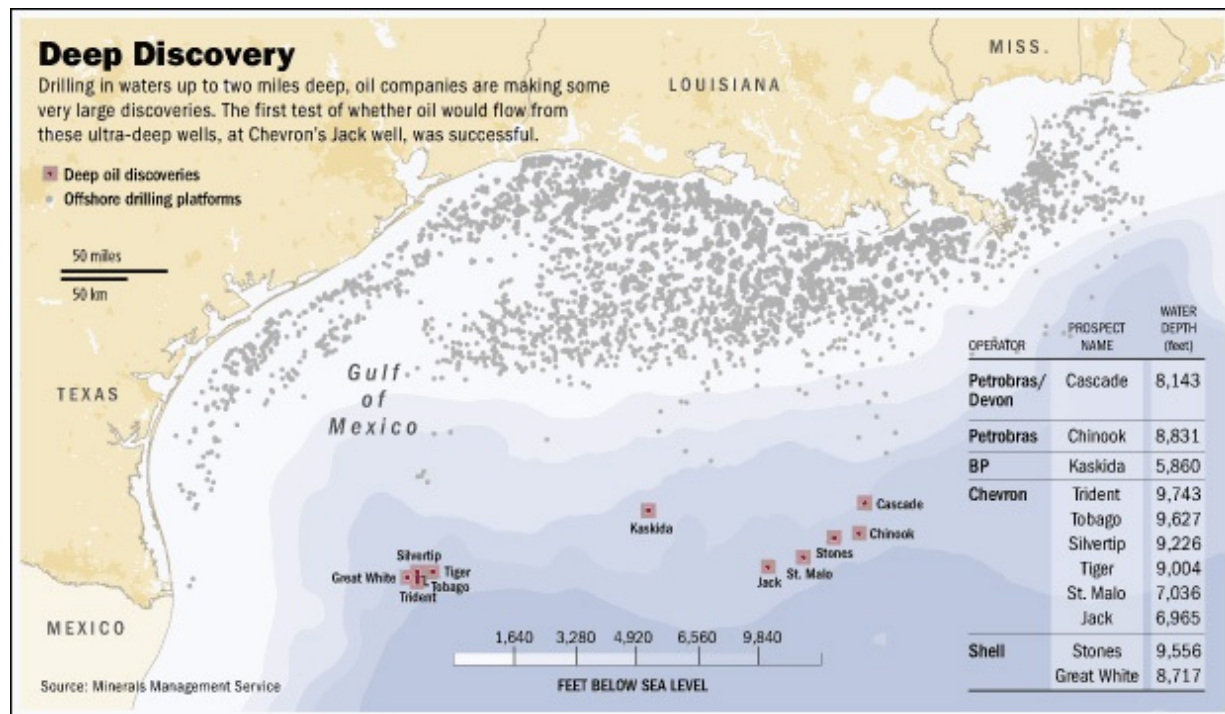 Deep Discovery
Drilling in waters up to two miles deep, oil companies are making some
very large discoveries. The first test of whether oil would flow from
these ultra-deep wells, at Chevron's Jack well, was successful.
Deep oil discoveries
Offshore drilling platforms
50 miles
50 km
MISS.
LOUISIANA
TEXAS
MEXICO
Gulf
of
Mexico
Kaskida
Cascade
Chinook
Stones
St. Malo
Jack
Silvertip
Great White
Tiger
Tobago
Trident
1,640 3,280 4,920 6,560 9,840
FEET BELOW SEA LEVEL
Source: Minerals Management Service
OPERATOR PROSPECT NAME WATER DEPTH (feet)
Petrobras/ Cascade 8,143
Devon
Petrobras Chinook 8,831
BP Kaskida 5,860
Chevron Trident 9,743
Tobago 9,627
Silvertip 9,226
Tiger 9,004
St. Malo 7,036
Jack 6,965
Shell Stones 9,556
Great White 8,717